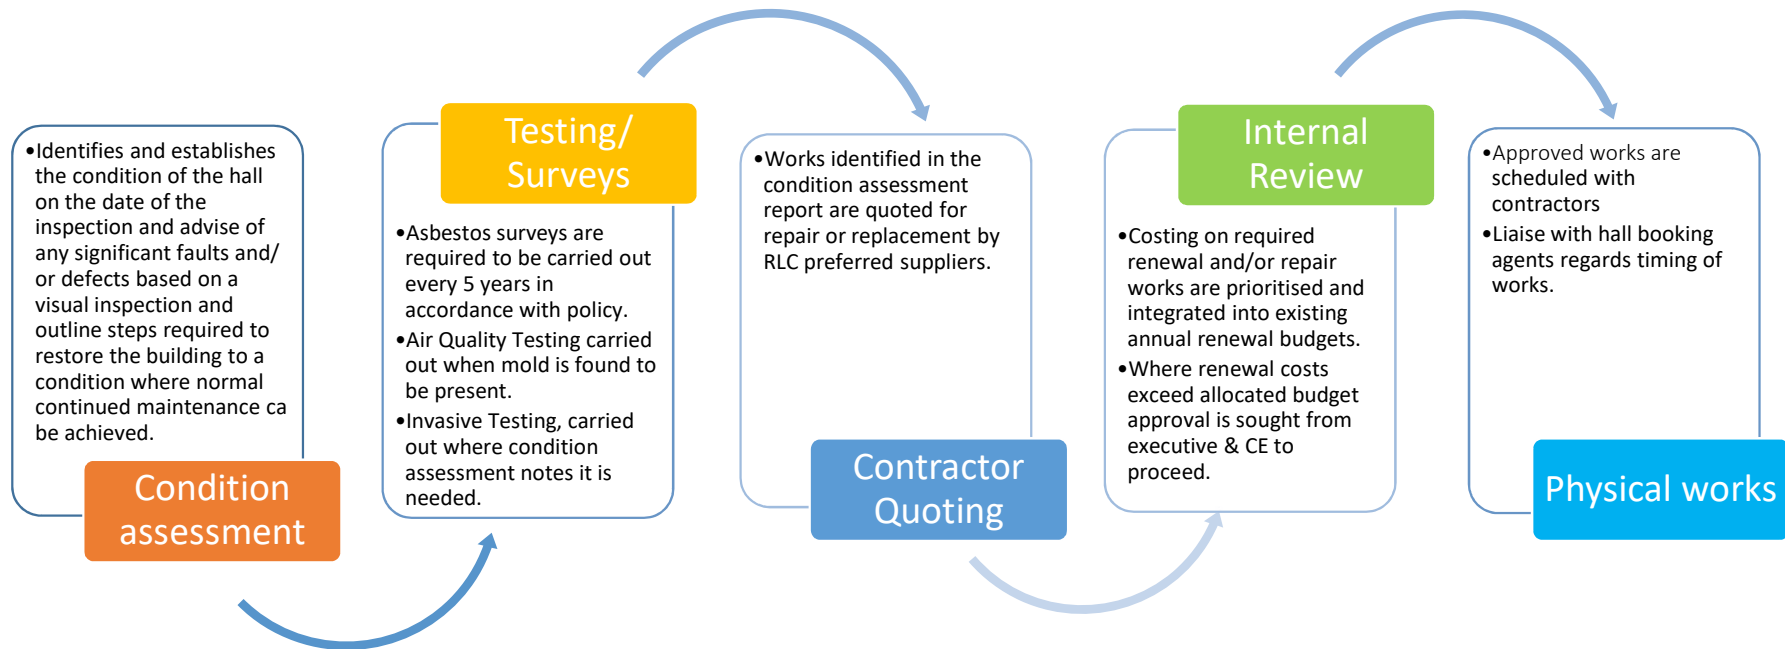 •Identifies and establishes
the condition of the hall
on the date of the
inspection and advise of
any significant faults and/
or defects based on a
visual inspection and
outline steps required to
restore the building to a
condition where normal
continued maintenance ca
be achieved.
Condition
assessment
Testing/
Surveys
•Asbestos surveys are
required to be carried out
every 5 years in
accordance with policy.
•Air Quality Testing carried
out when mold is found to
be present.
•Invasive Testing, carried
out where condition
assessment notes it is
needed.
•Works identified in the
condition assessment
report are quoted for
repair or replacement by
RLC preferred suppliers.
Contractor
Quoting
Internal
Review
•Costing on required
renewal and/or repair
works are prioritised and
integrated into existing
annual renewal budgets.
•Where renewal costs
exceed allocated budget
approval is sought from
executive & CE to
proceed.
•Approved works are
scheduled with
contractors
•Liaise with hall booking
agents regards timing of
works.
Physical works